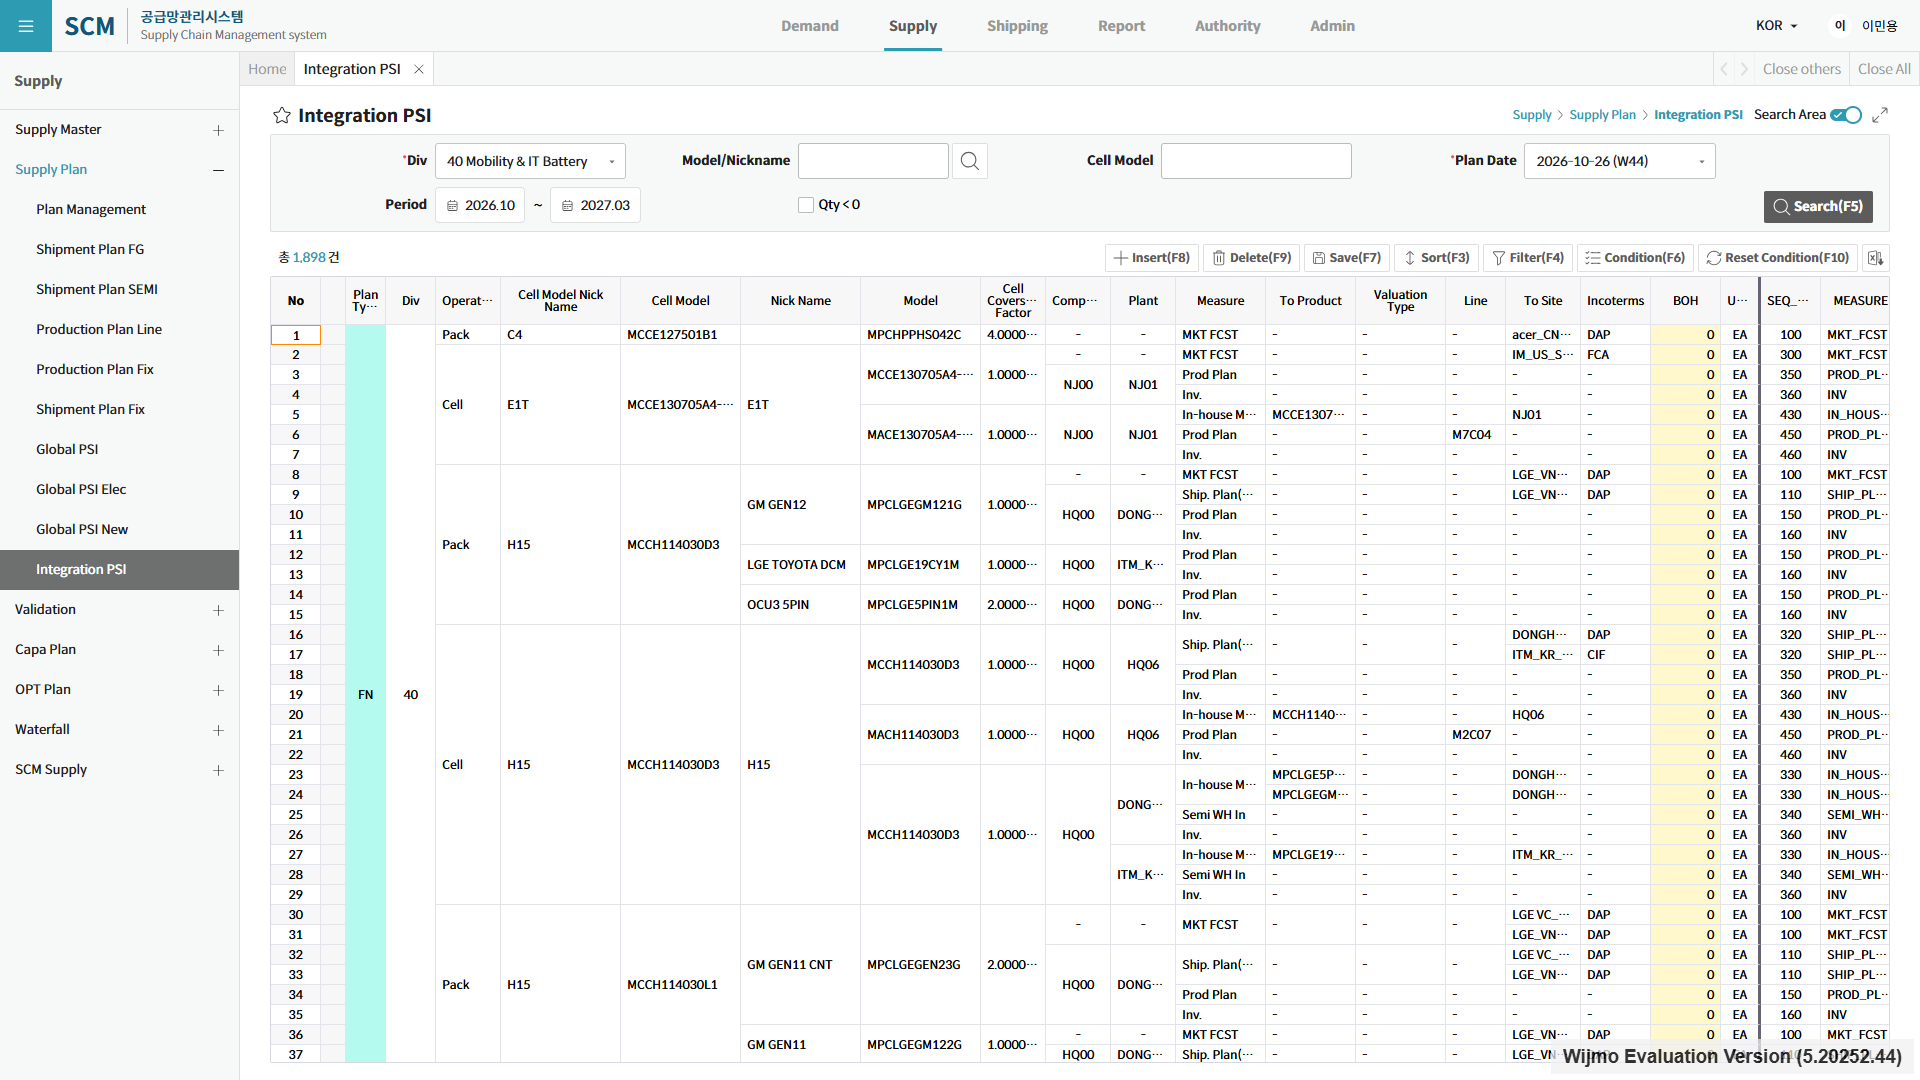 SCM 공급망관리시스템
Supply Chain Management system
Demand Supply Shipping Report Authority Admin
KOR 이 이민용
Supply
Home Integration PSI Close others Close All
Supply Master
Supply Plan
Plan Management
Shipment Plan FG
Shipment Plan SEMI
Production Plan Line
Production Plan Fix
Shipment Plan Fix
Global PSI
Global PSI Elec
Global PSI New
Integration PSI
Validation
Capa Plan
OPT Plan
Waterfall
SCM Supply
Integration PSI
Supply > Supply Plan > Integration PSI Search Area
*Div 40 Mobility & IT Battery Model/Nickname Cell Model *Plan Date 2026-10-26 (W44)
Period 2026.10 ~ 2027.03 Qty < 0 Search(F5)
총 1,898 건
Insert(F8) Delete(F9) Save(F7) Sort(F3) Filter(F4) Condition(F6) Reset Condition(F10)
No Plan Ty… Div Operat… Cell Model Nick Name Cell Model Nick Name Model Cell Covers… Factor Comp… Plant Measure To Product Valuation Type Line To Site Incoterms BOH U… SEQ_… MEASURE
FN 40
1 Pack C4 MCCE127501B1 MPCHPPHS042C 4.0000… - - MKT FCST - - - acer_CN… DAP 0 EA 100 MKT_FCST
2 Cell E1T MCCE130705A4-… E1T MCCE130705A4-… 1.0000… - - MKT FCST - - - IM_US_S… FCA 0 EA 300 MKT_FCST
3 NJ00 NJ01 Prod Plan - - - - - 0 EA 350 PROD_PL…
4 Inv. - - - - - 0 EA 360 INV
5 MACE130705A4-… 1.0000… NJ00 NJ01 In-house M… MCCE1307… - - NJ01 - 0 EA 430 IN_HOUS…
6 Prod Plan - - M7C04 - - 0 EA 450 PROD_PL…
7 Inv. - - - - - 0 EA 460 INV
8 Pack H15 MCCH114030D3 GM GEN12 MPCLGEGM121G 1.0000… - - MKT FCST - - - LGE_VN… DAP 0 EA 100 MKT_FCST
9 HQ00 DONG… Ship. Plan(… - - - LGE_VN… DAP 0 EA 110 SHIP_PL…
10 Prod Plan - - - - - 0 EA 150 PROD_PL…
11 Inv. - - - - - 0 EA 160 INV
12 LGE TOYOTA DCM MPCLGE19CY1M 1.0000… HQ00 ITM_K… Prod Plan - - - - - 0 EA 150 PROD_PL…
13 Inv. - - - - - 0 EA 160 INV
14 OCU3 5PIN MPCLGE5PIN1M 2.0000… HQ00 DONG… Prod Plan - - - - - 0 EA 150 PROD_PL…
15 Inv. - - - - - 0 EA 160 INV
16 Cell H15 MCCH114030D3 H15 MCCH114030D3 1.0000… HQ00 HQ06 Ship. Plan(… - - - DONGH… DAP 0 EA 320 SHIP_PL…
17 ITM_KR_… CIF 0 EA 320 SHIP_PL…
18 Prod Plan - - - - - 0 EA 350 PROD_PL…
19 Inv. - - - - - 0 EA 360 INV
20 MACH114030D3 1.0000… HQ00 HQ06 In-house M… MCCH1140… - - HQ06 - 0 EA 430 IN_HOUS…
21 Prod Plan - - M2C07 - - 0 EA 450 PROD_PL…
22 Inv. - - - - - 0 EA 460 INV
23 MCCH114030D3 1.0000… HQ00 DONG… In-house M… MPCLGE5P… - - DONGH… - 0 EA 330 IN_HOUS…
24 MPCLGEGM… - - DONGH… - 0 EA 330 IN_HOUS…
25 Semi WH In - - - - - 0 EA 340 SEMI_WH…
26 Inv. - - - - - 0 EA 360 INV
27 ITM_K… In-house M… MPCLGE19… - - ITM_KR_… - 0 EA 330 IN_HOUS…
28 Semi WH In - - - - - 0 EA 340 SEMI_WH…
29 Inv. - - - - - 0 EA 360 INV
30 Pack H15 MCCH114030L1 GM GEN11 CNT MPCLGEGEN23G 2.0000… - - MKT FCST - - - LGE VC_… DAP 0 EA 100 MKT_FCST
31 LGE_VN… DAP 0 EA 100 MKT_FCST
32 HQ00 DONG… Ship. Plan(… - - - LGE VC_… DAP 0 EA 110 SHIP_PL…
33 LGE_VN… DAP 0 EA 110 SHIP_PL…
34 Prod Plan - - - - - 0 EA 150 PROD_PL…
35 Inv. - - - - - 0 EA 160 INV
36 GM GEN11 MPCLGEGM122G 1.0000… - - MKT FCST - - - LGE_VN… DAP 0 EA 100 MKT_FCST
37 HQ00 DONG… Ship. Plan(… - - - LGE_VN
Wijmo Evaluation Version (5.20252.44)